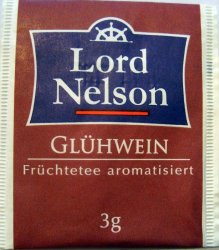 Lord
Nelson
GLÜHWEIN
Früchtetee aromatisiert
3g